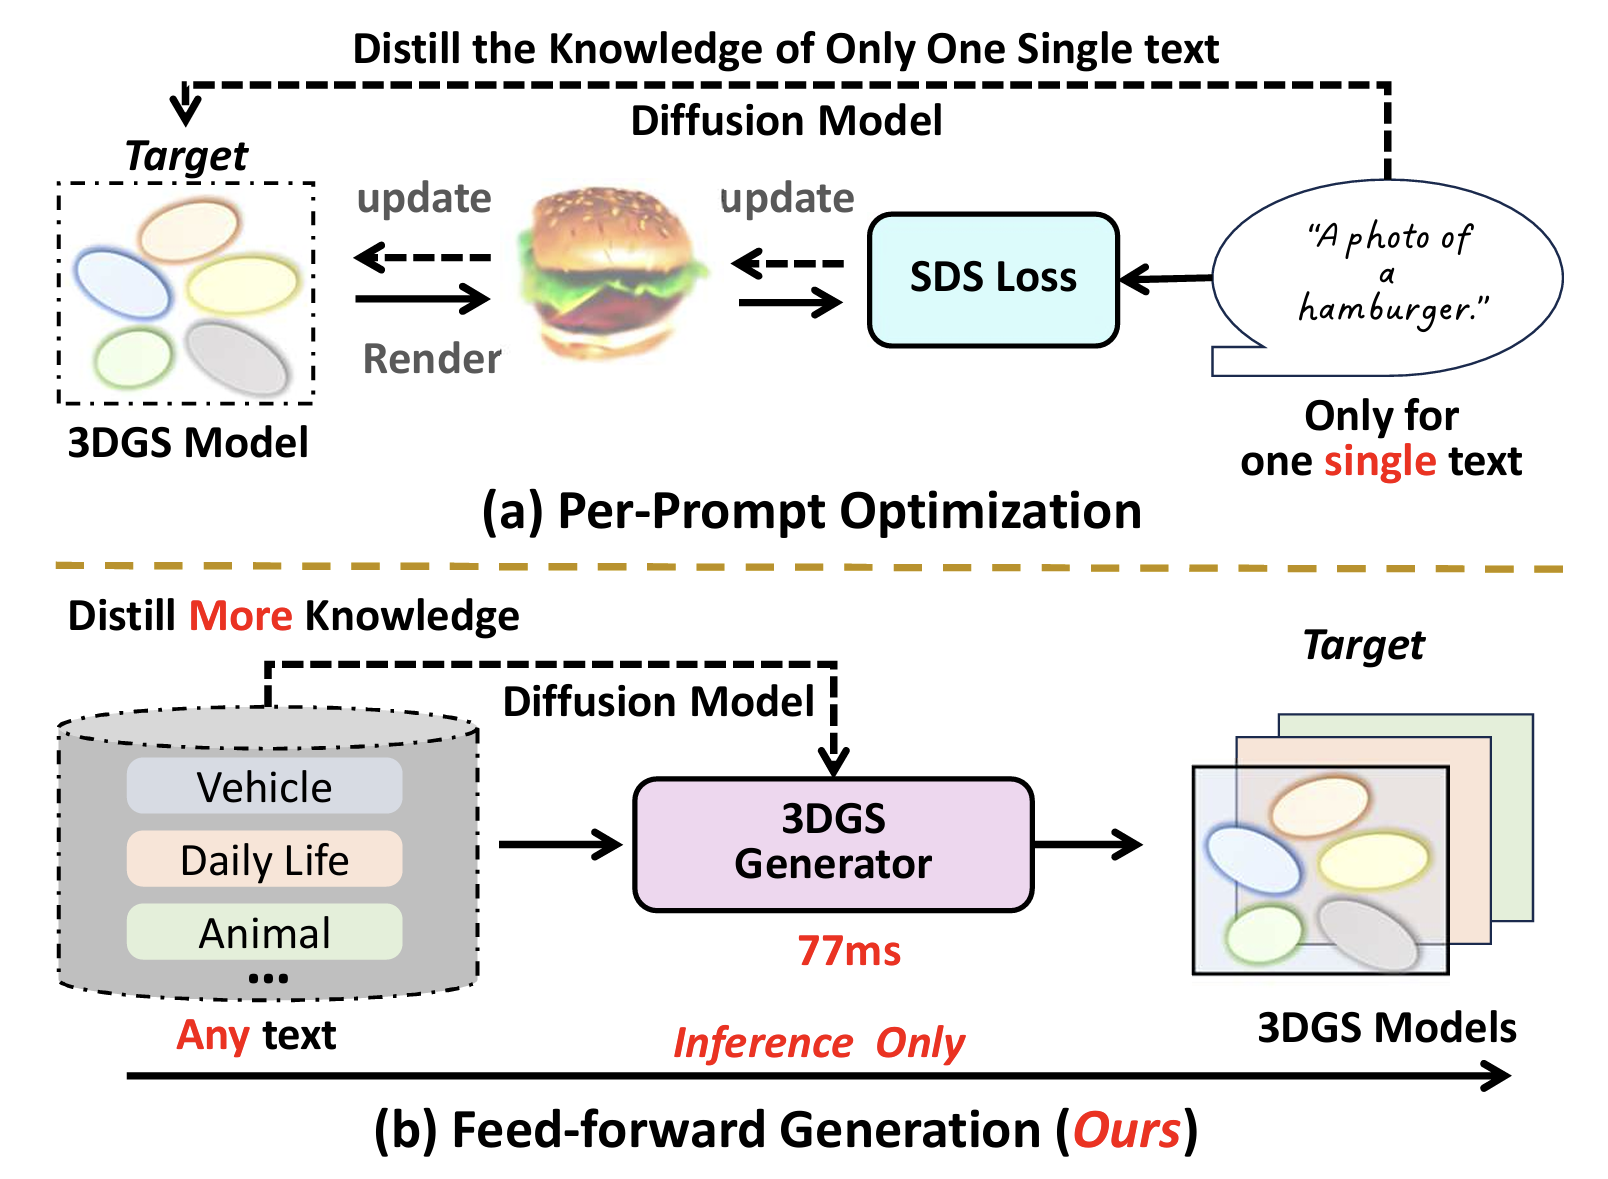 Distill the Knowledge of Only One Single text
Diffusion Model
Target
update
update
Render
SDS Loss
“A photo of
a
hamburger.”
3DGS Model
Only for
one single text
(a) Per-Prompt Optimization
Distill More Knowledge
Diffusion Model
Target
Vehicle
Daily Life
Animal
...
3DGS
Generator
77ms
Any text
Inference Only
3DGS Models
(b) Feed-forward Generation (Ours)